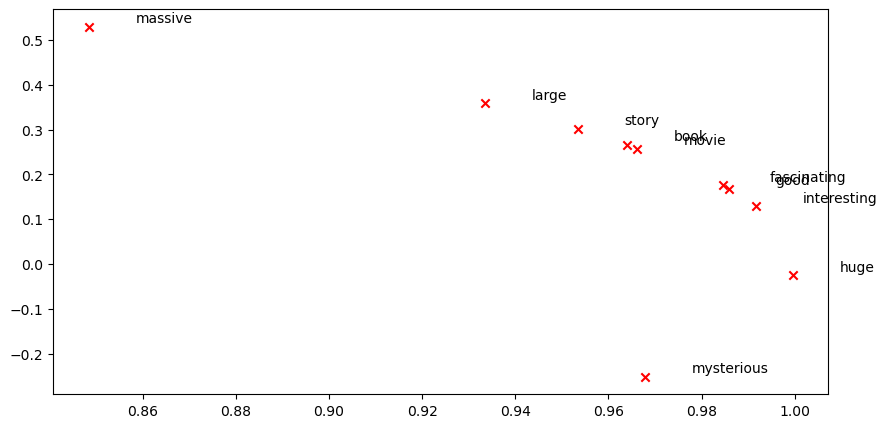 massive
0.5
0.4
large
0.3
story
book
movie
0.2
fascinating
good
interesting
0.1
0.0
huge
−0.1
−0.2
mysterious
0.86
0.88
0.90
0.92
0.94
0.96
0.98
1.00